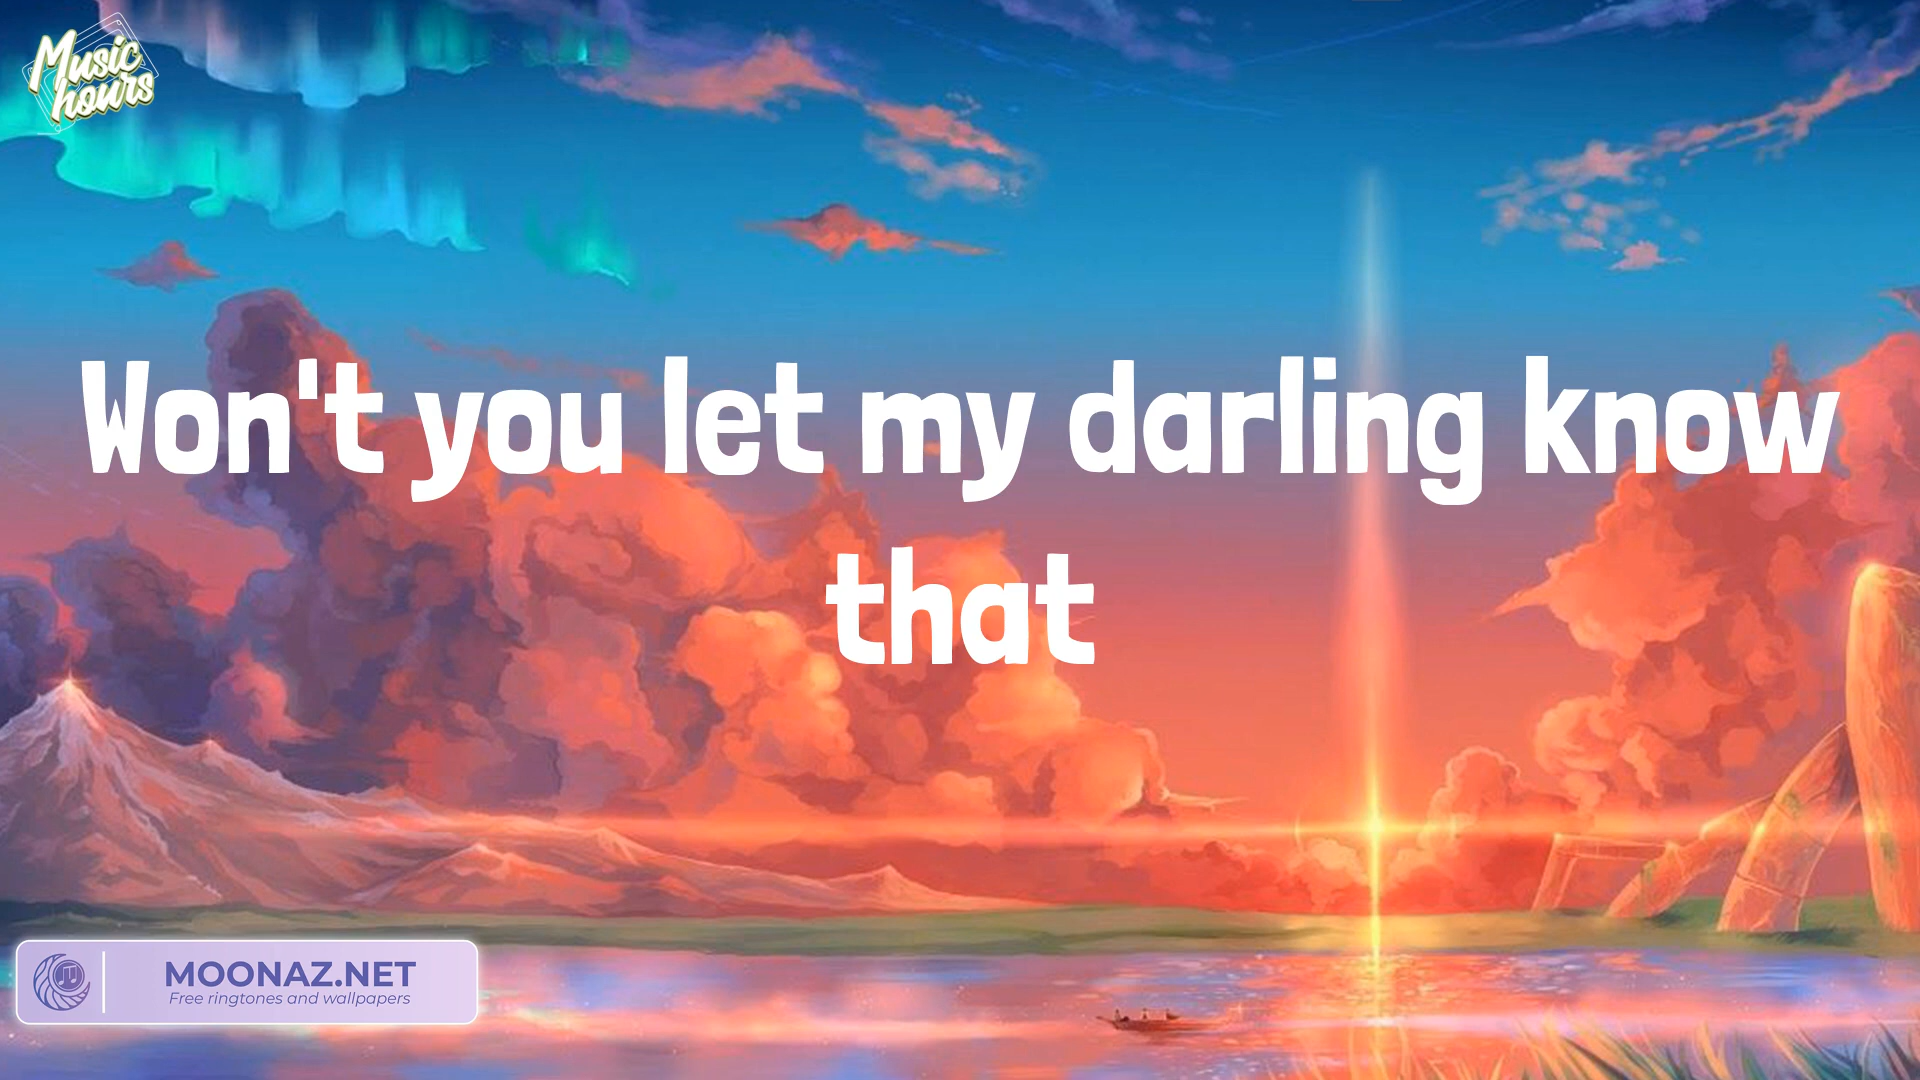 Music
hours
Won't you let my darling know
that
MOONAZ.NET
Free ringtones and wallpapers